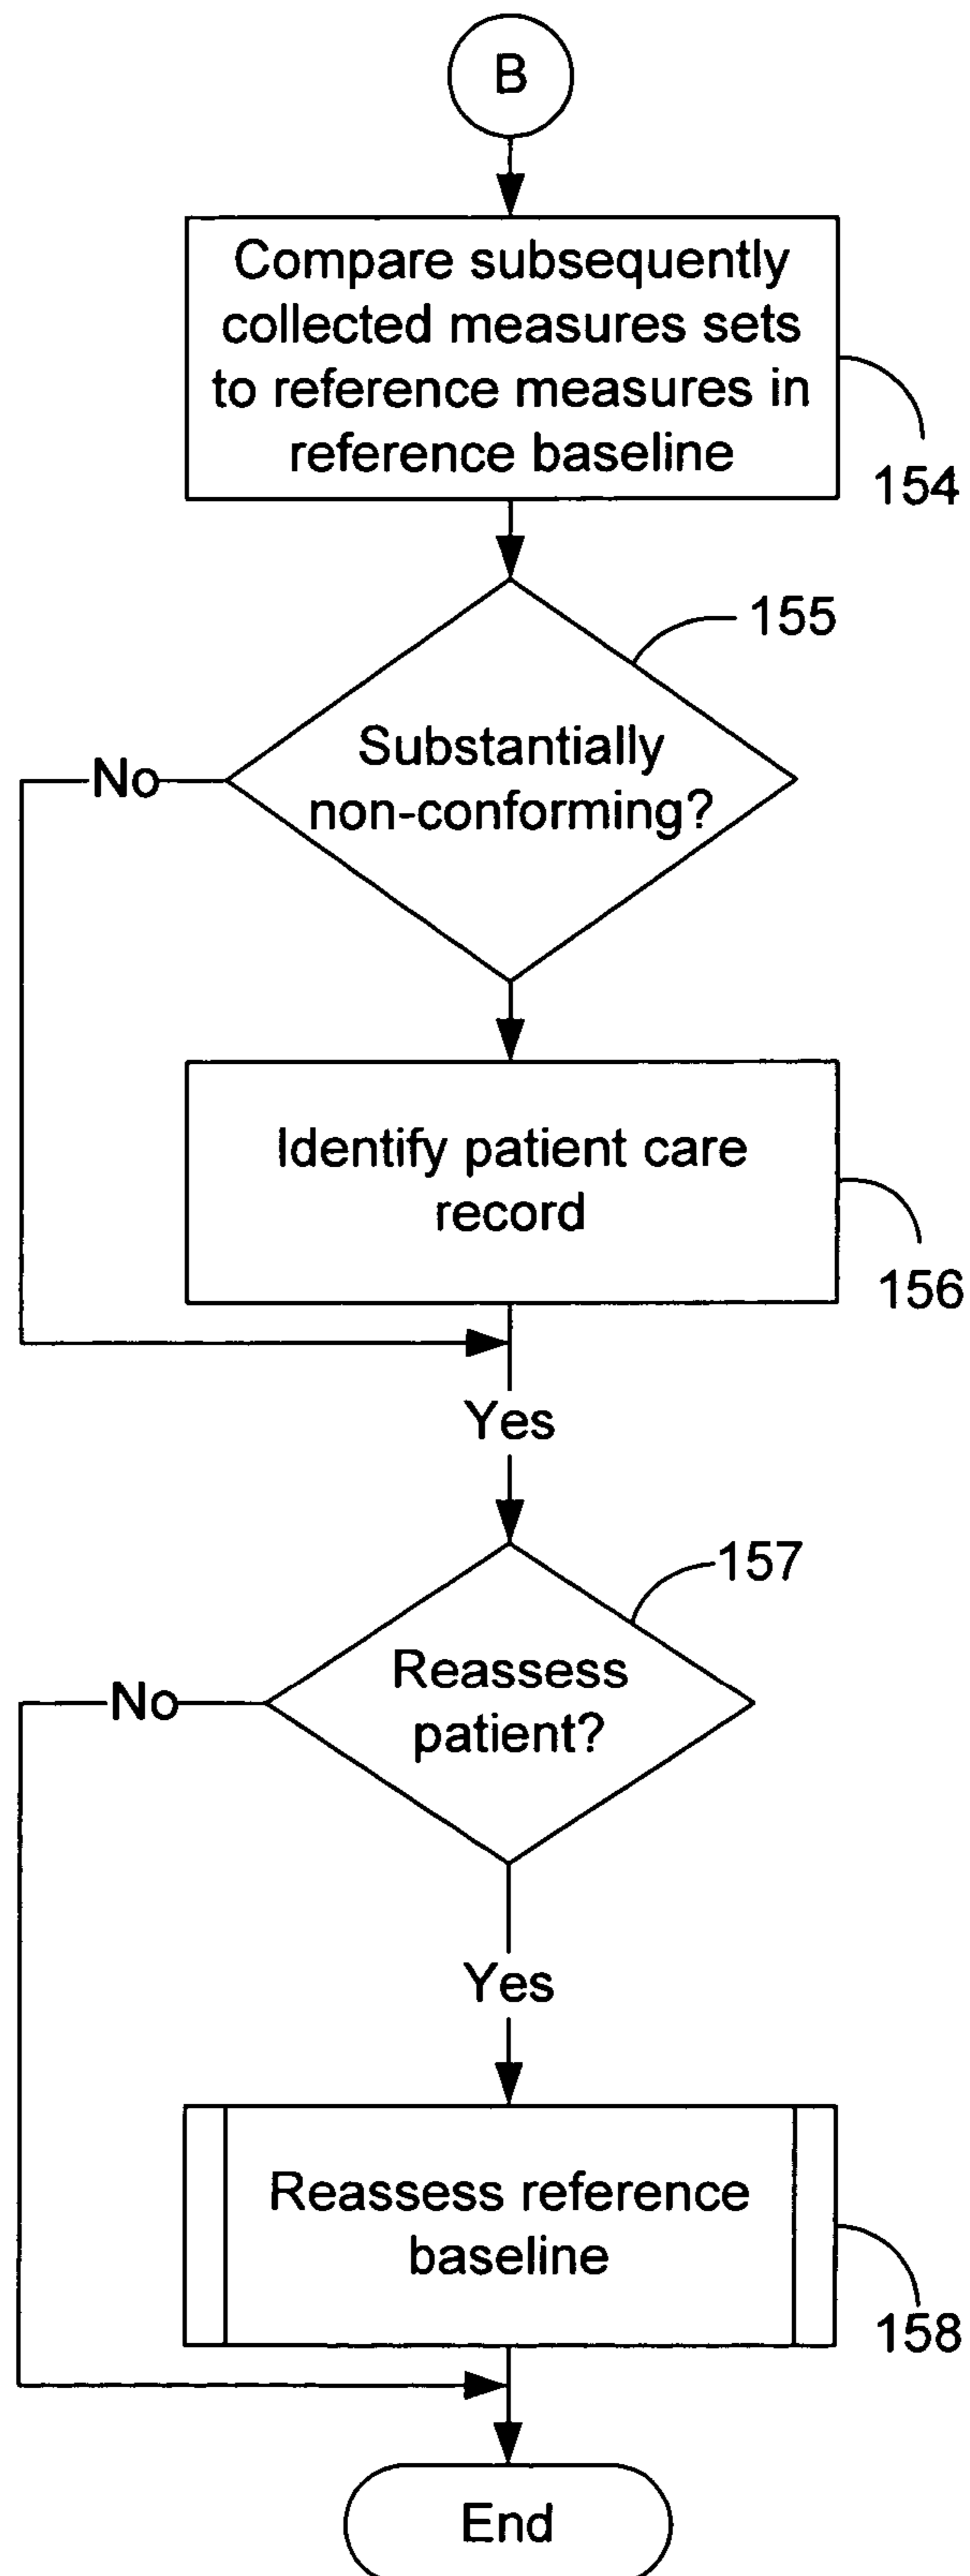 B
Compare subsequently
collected measures sets
to reference measures in
reference baseline
154
155
Substantially
non-conforming?
No
Identify patient care
record
156
Yes
157
Reassess
patient?
No
Yes
Reassess reference
baseline
158
End